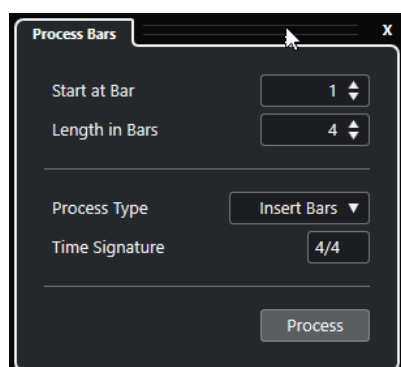 Process Bars x
Start at Bar 1
Length in Bars 4
Process Type Insert Bars
Time Signature 4/4
Process